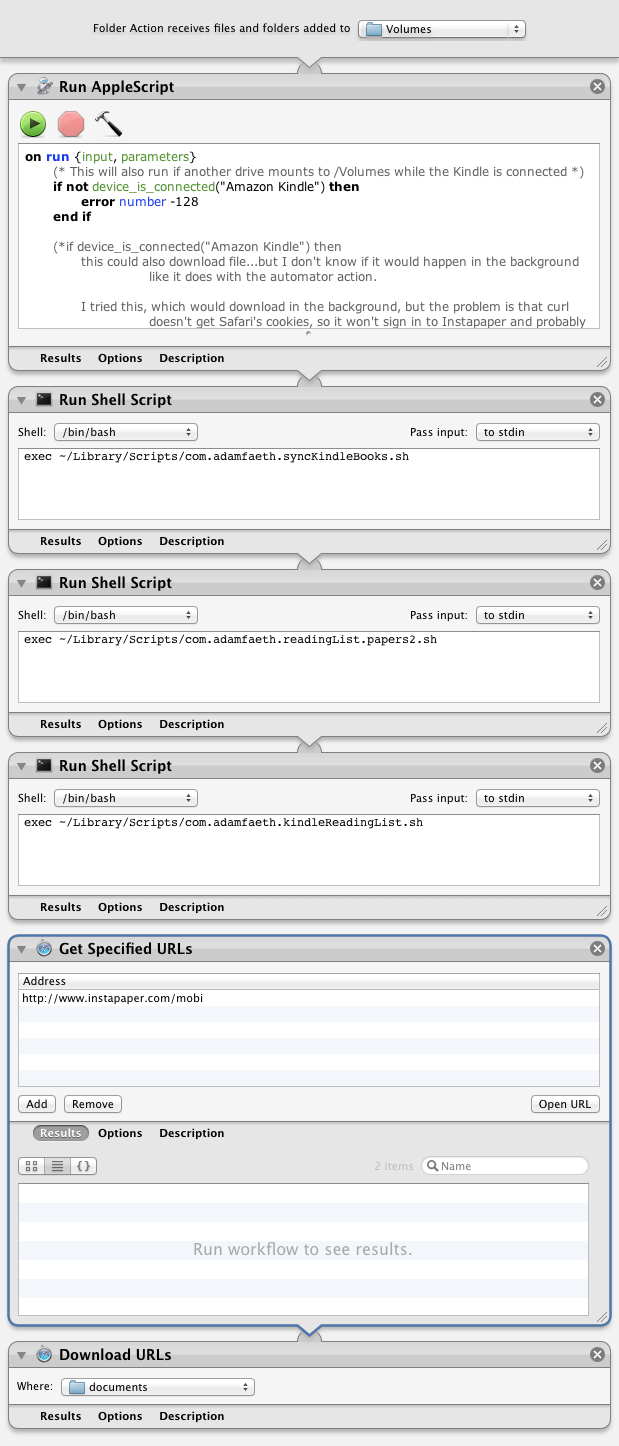 Folder Action receives files and folders added to Volumes
Run AppleScript
on run {input, parameters}
(* This will also run if another drive mounts to /Volumes while the Kindle is connected *)
if not device_is_connected("Amazon Kindle") then
error number -128
end if
(*if device_is_connected("Amazon Kindle") then
this could also download file...but I don't know if it would happen in the background
like it does with the automator action.
I tried this, which would download in the background, but the problem is that curl
doesn't get Safari's cookies, so it won't sign in to Instapaper and probably
Results Options Description
Run Shell Script
Shell: /bin/bash Pass input: to stdin
exec ~/Library/Scripts/com.adamfaeth.syncKindleBooks.sh
Results Options Description
Run Shell Script
Shell: /bin/bash Pass input: to stdin
exec ~/Library/Scripts/com.adamfaeth.readingList.papers2.sh
Results Options Description
Run Shell Script
Shell: /bin/bash Pass input: to stdin
exec ~/Library/Scripts/com.adamfaeth.kindleReadingList.sh
Results Options Description
Get Specified URLs
Address
http://www.instapaper.com/mobi
Add Remove Open URL
Results Options Description
{} 2 items Name
Run workflow to see results.
Download URLs
Where: documents
Results Options Description